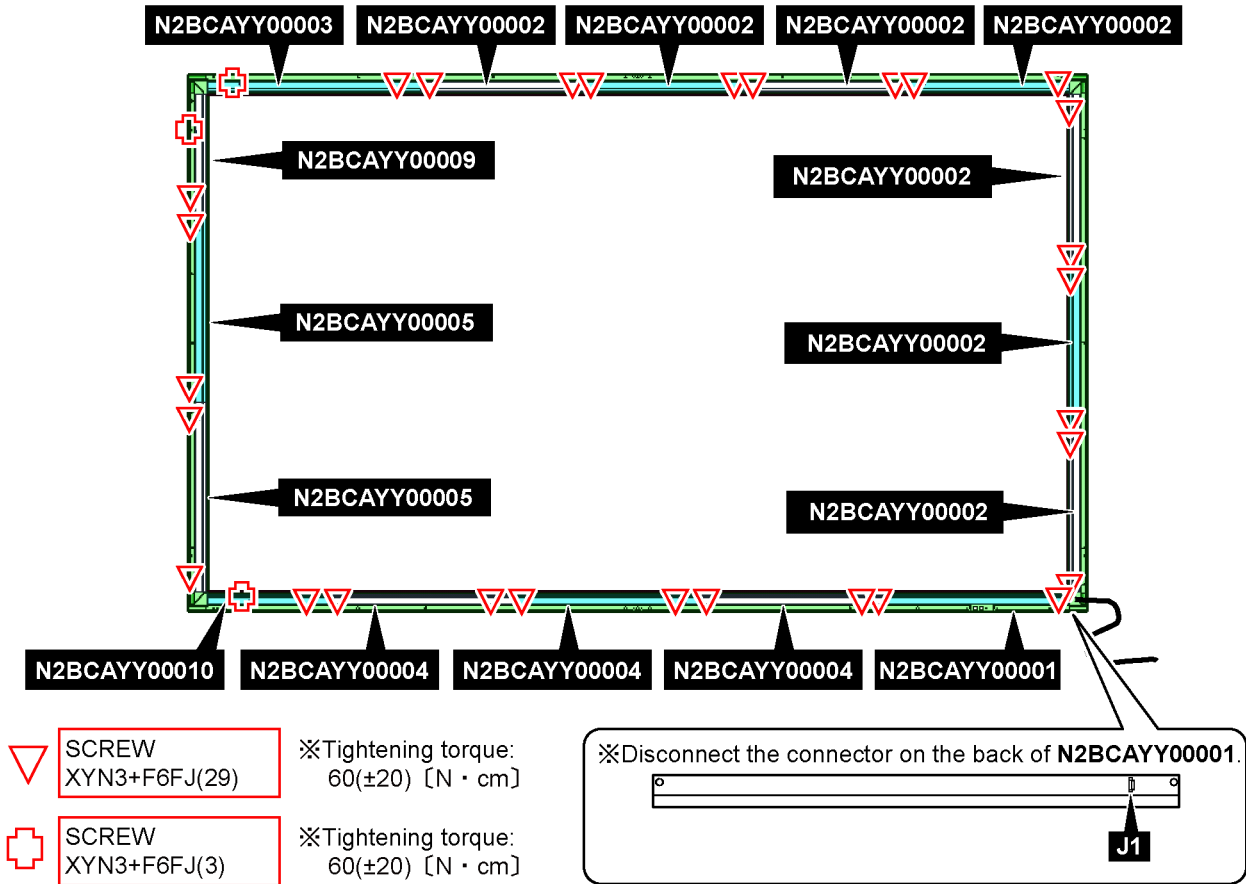 N2BCAYY00003
N2BCAYY00002
N2BCAYY00002
N2BCAYY00002
N2BCAYY00002
N2BCAYY00009
N2BCAYY00002
N2BCAYY00005
N2BCAYY00002
N2BCAYY00005
N2BCAYY00002
N2BCAYY00010
N2BCAYY00004
N2BCAYY00004
N2BCAYY00004
N2BCAYY00001
SCREW
XYN3+F6FJ(29)
※Tightening torque:
60(±20)〔N・cm〕
SCREW
XYN3+F6FJ(3)
※Tightening torque:
60(±20)〔N・cm〕
※Disconnect the connector on the back of N2BCAYY00001.
J1